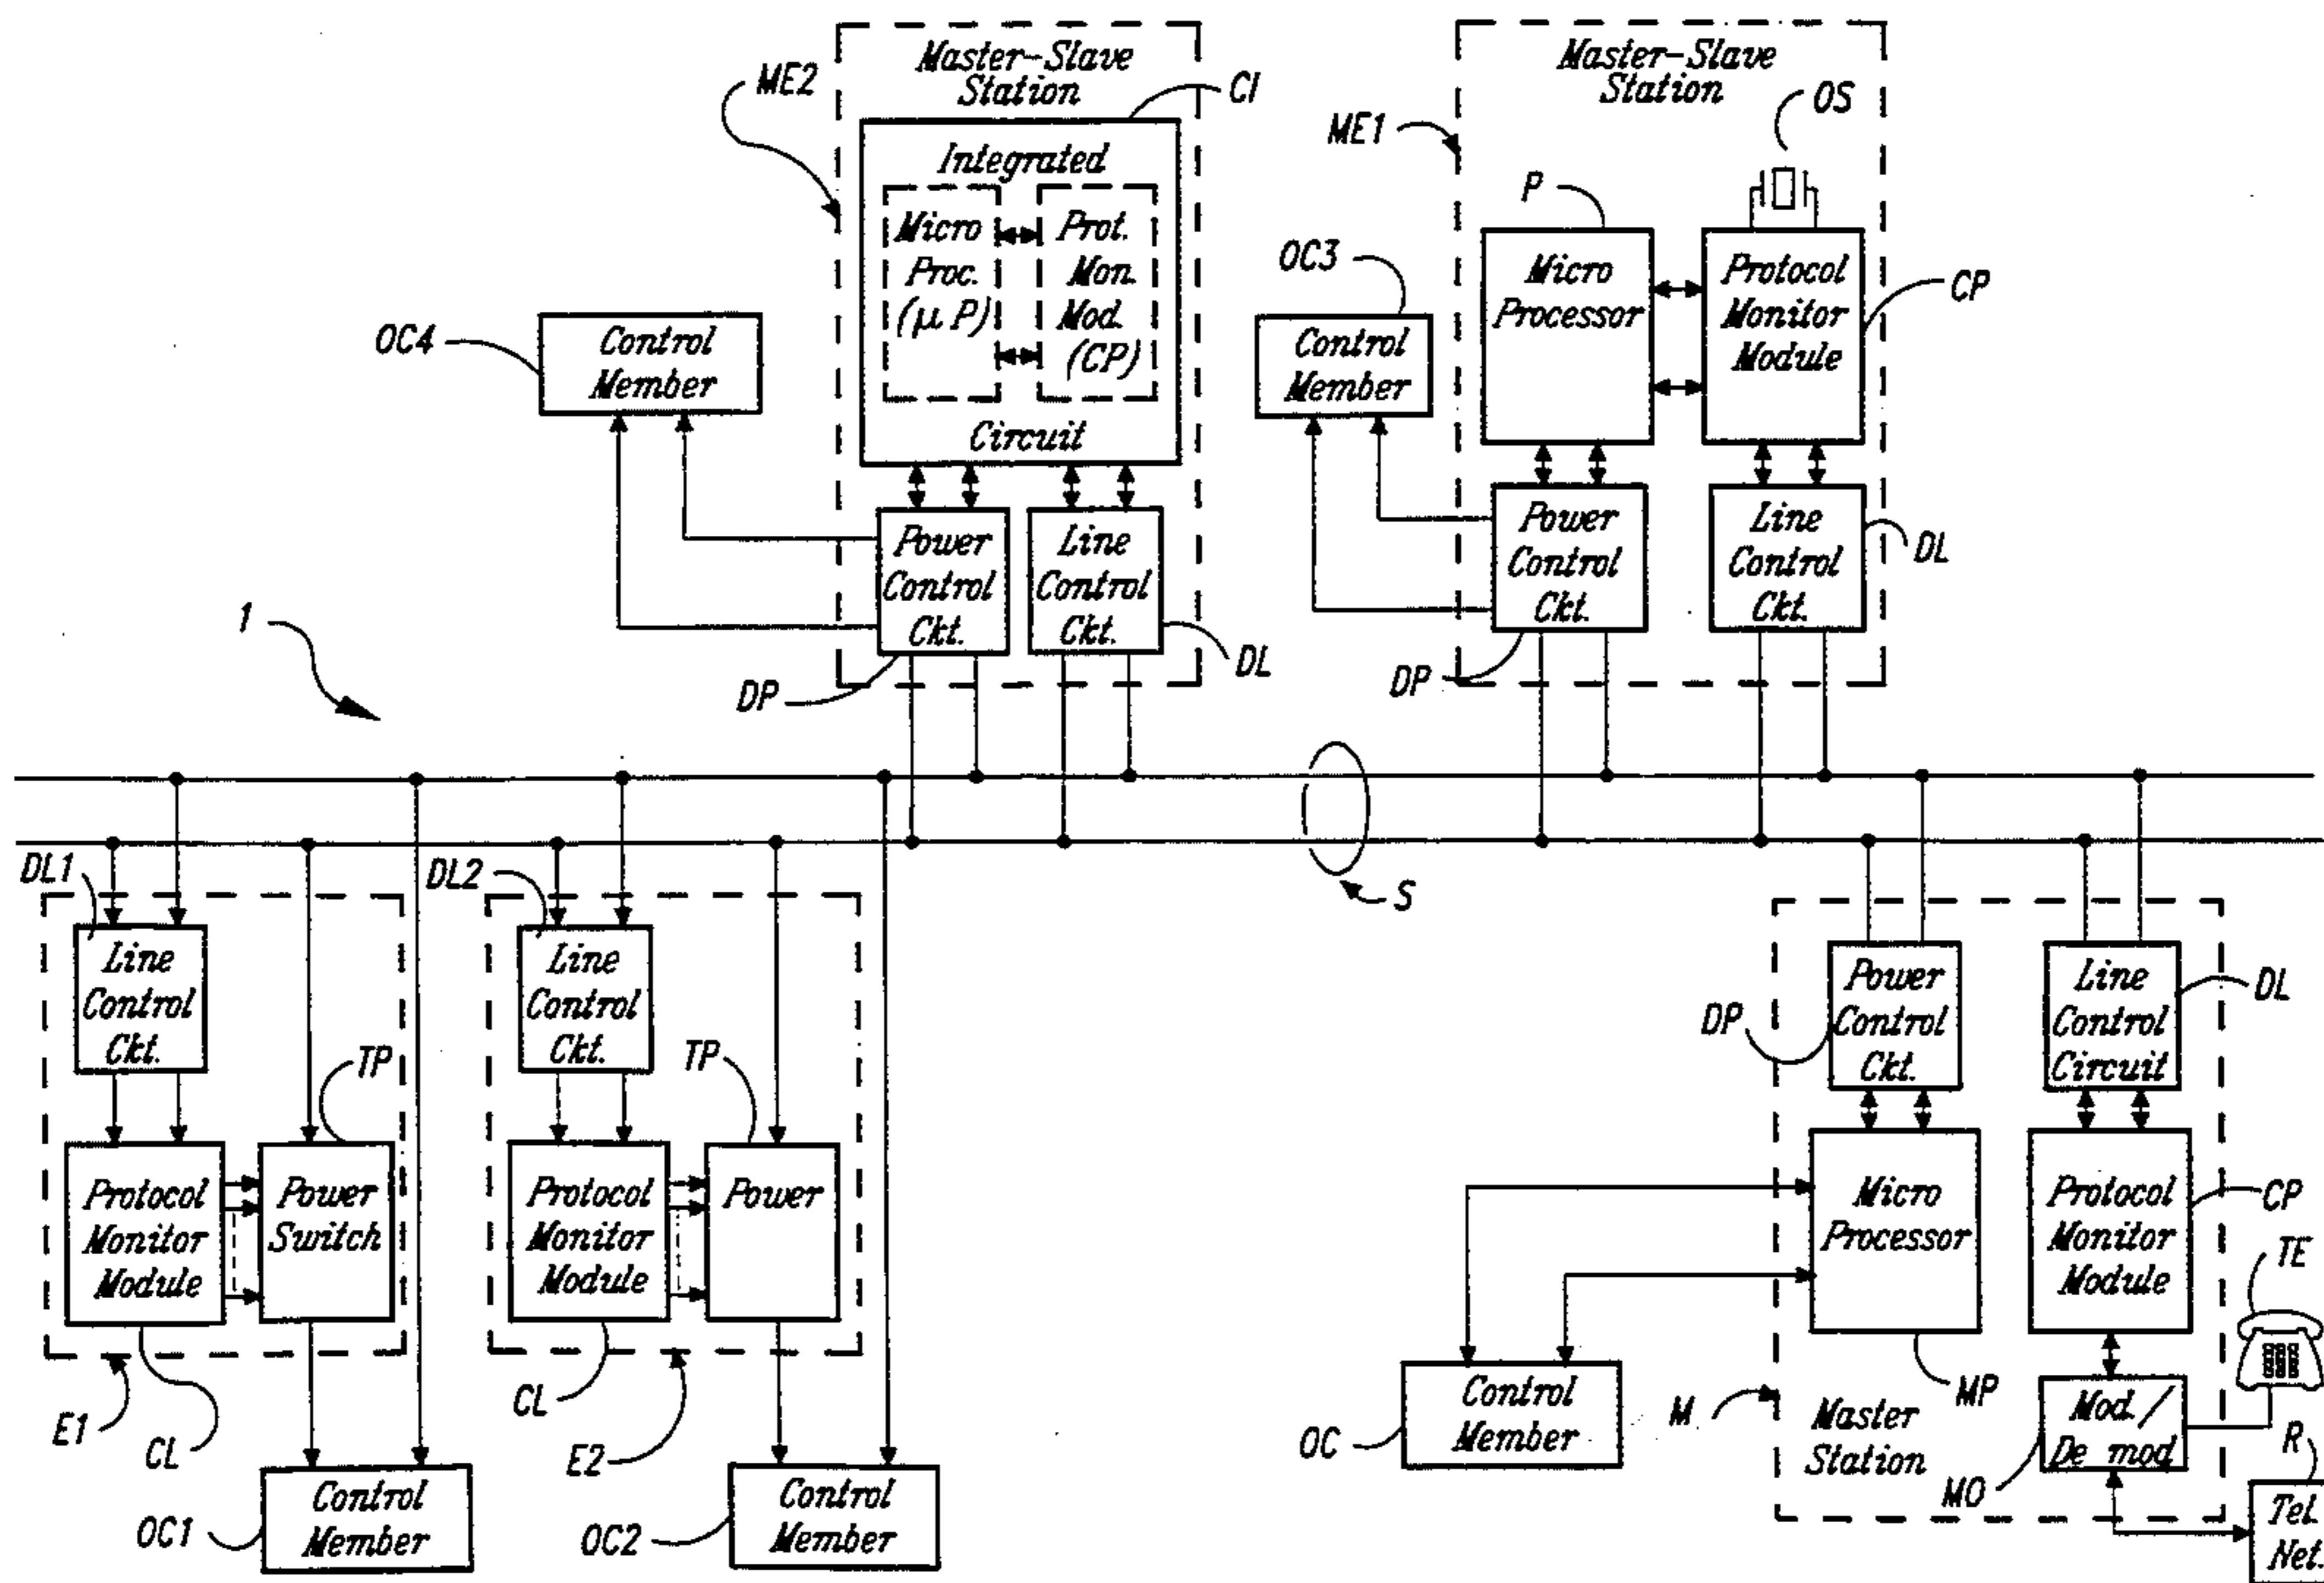 Master-Slave
Station
ME2
CI
Integrated
Micro
Proc.
(μ P)
Prot.
Mon.
Mod.
(CP)
Circuit
OC4
Control
Member
Power
Control
Ckt.
Line
Control
Ckt.
DP
DL
Master-Slave
Station
ME1
OS
P
OC3
Control
Member
Micro
Processor
Protocol
Monitor
Module
CP
Power
Control
Ckt.
Line
Control
Ckt.
DP
DL
1
S
DL1
Line
Control
Ckt.
TP
Protocol
Monitor
Module
Power
Switch
E1
CL
OC1
Control
Member
DL2
Line
Control
Ckt.
TP
Protocol
Monitor
Module
Power
CL
E2
OC2
Control
Member
DP
Power
Control
Ckt.
Line
Control
Circuit
DL
Micro
Processor
Protocol
Monitor
Module
CP
TE
OC
Control
Member
M
Master
Station
MP
Mod./
De mod
MO
R
Tel.
Net.